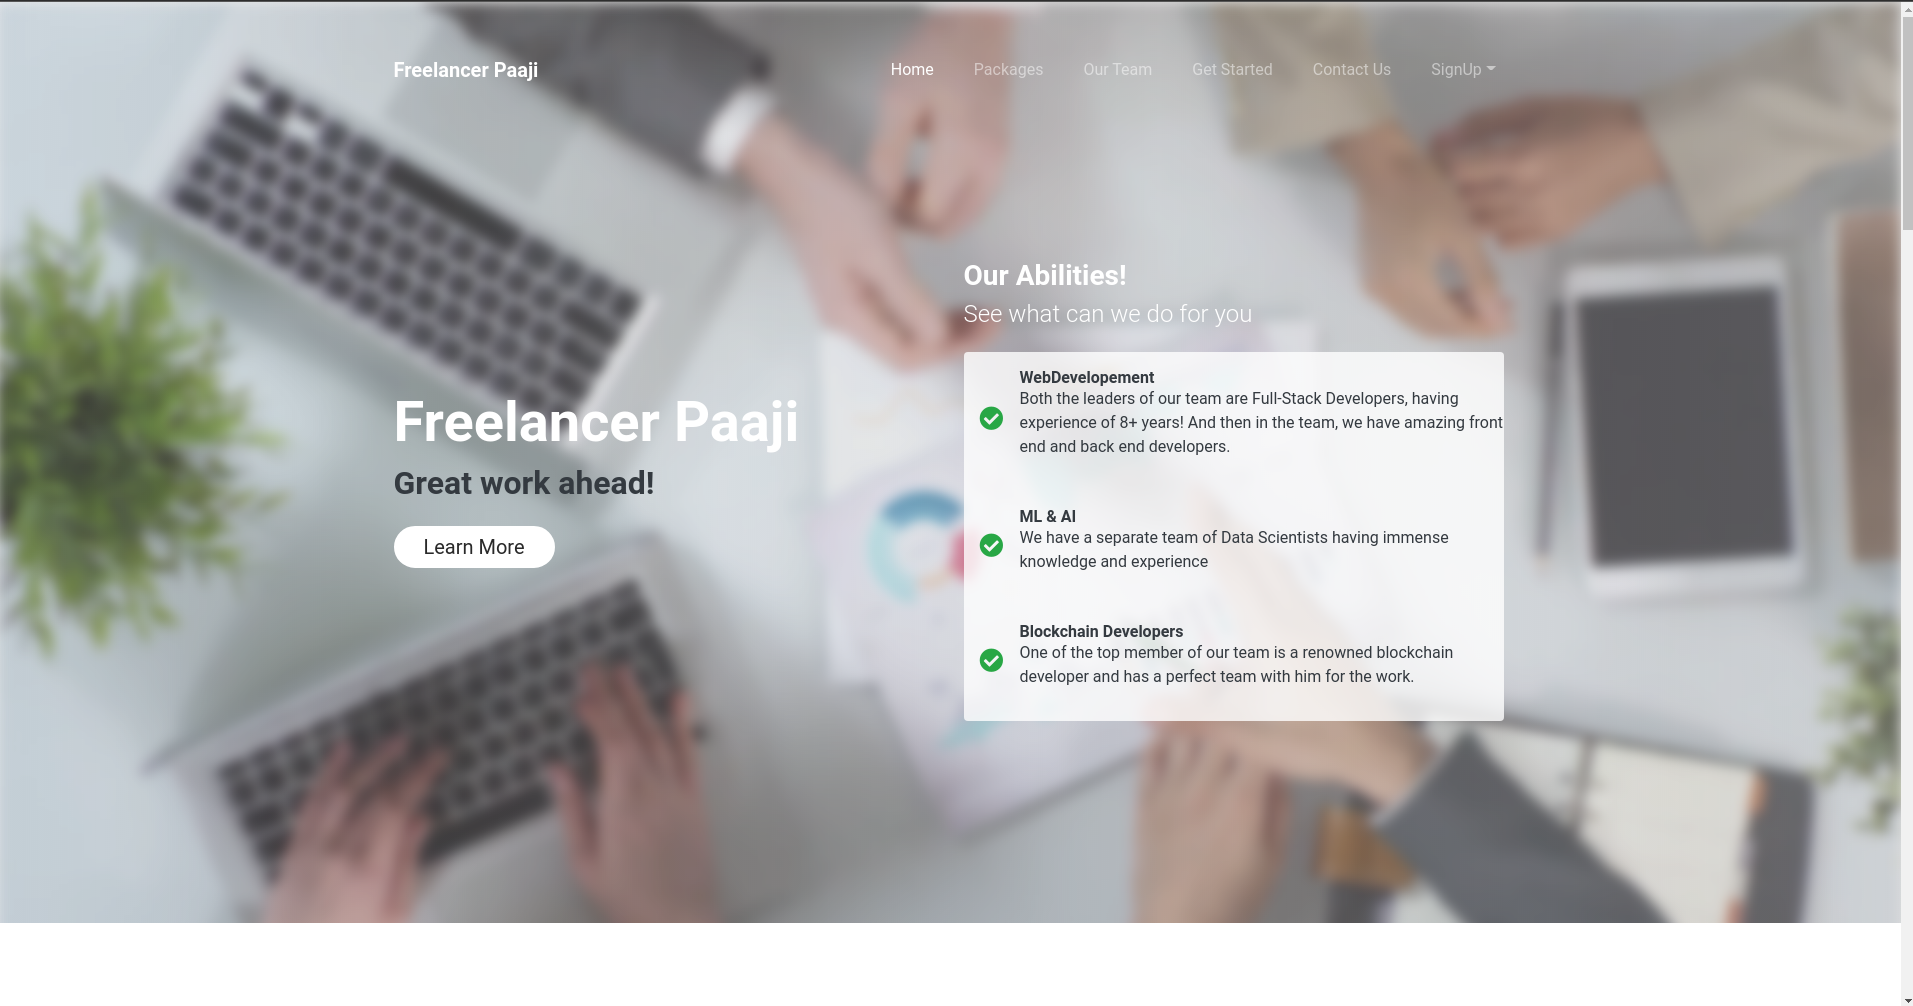 Freelancer Paaji
Home Packages Our Team Get Started Contact Us SignUp
Freelancer Paaji
Great work ahead!
Learn More
Our Abilities!
See what can we do for you
WebDevelopement
Both the leaders of our team are Full-Stack Developers, having
experience of 8+ years! And then in the team, we have amazing front
end and back end developers.
ML & AI
We have a separate team of Data Scientists having immense
knowledge and experience
Blockchain Developers
One of the top member of our team is a renowned blockchain
developer and has a perfect team with him for the work.